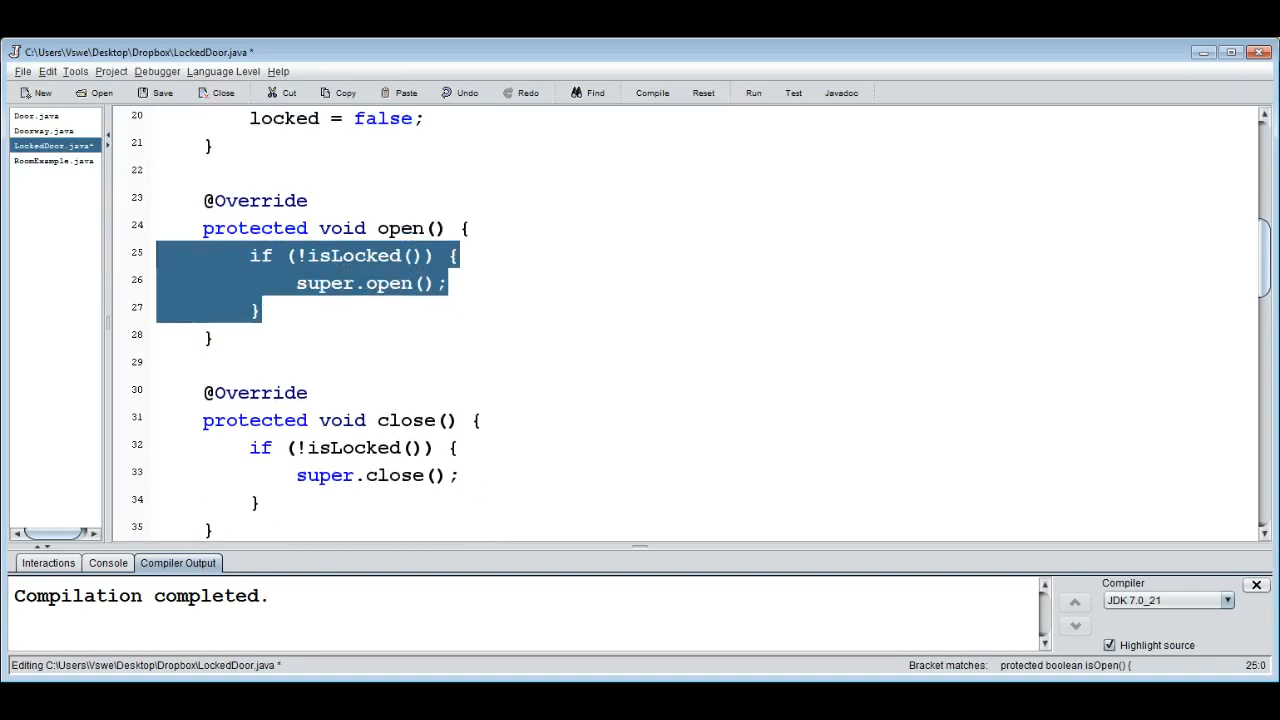 C:\Users\Vswe\Desktop\Dropbox\LockedDoor.java *
File Edit Tools Project Debugger Language Level Help
New Open Save Close Cut Copy Paste Undo Redo Find Compile Reset Run Test Javadoc
Door.java
Doorway.java
LockedDoor.java*
RoomExample.java
20 locked = false;
21 }
22
23 @Override
24 protected void open() {
25 if (!isLocked()) {
26 super.open();
27 }
28 }
29
30 @Override
31 protected void close() {
32 if (!isLocked()) {
33 super.close();
34 }
35 }
Interactions Console Compiler Output
Compilation completed.
Compiler
JDK 7.0_21
Highlight source
Editing C:\Users\Vswe\Desktop\Dropbox\LockedDoor.java * Bracket matches: protected boolean isOpen() { 25:0